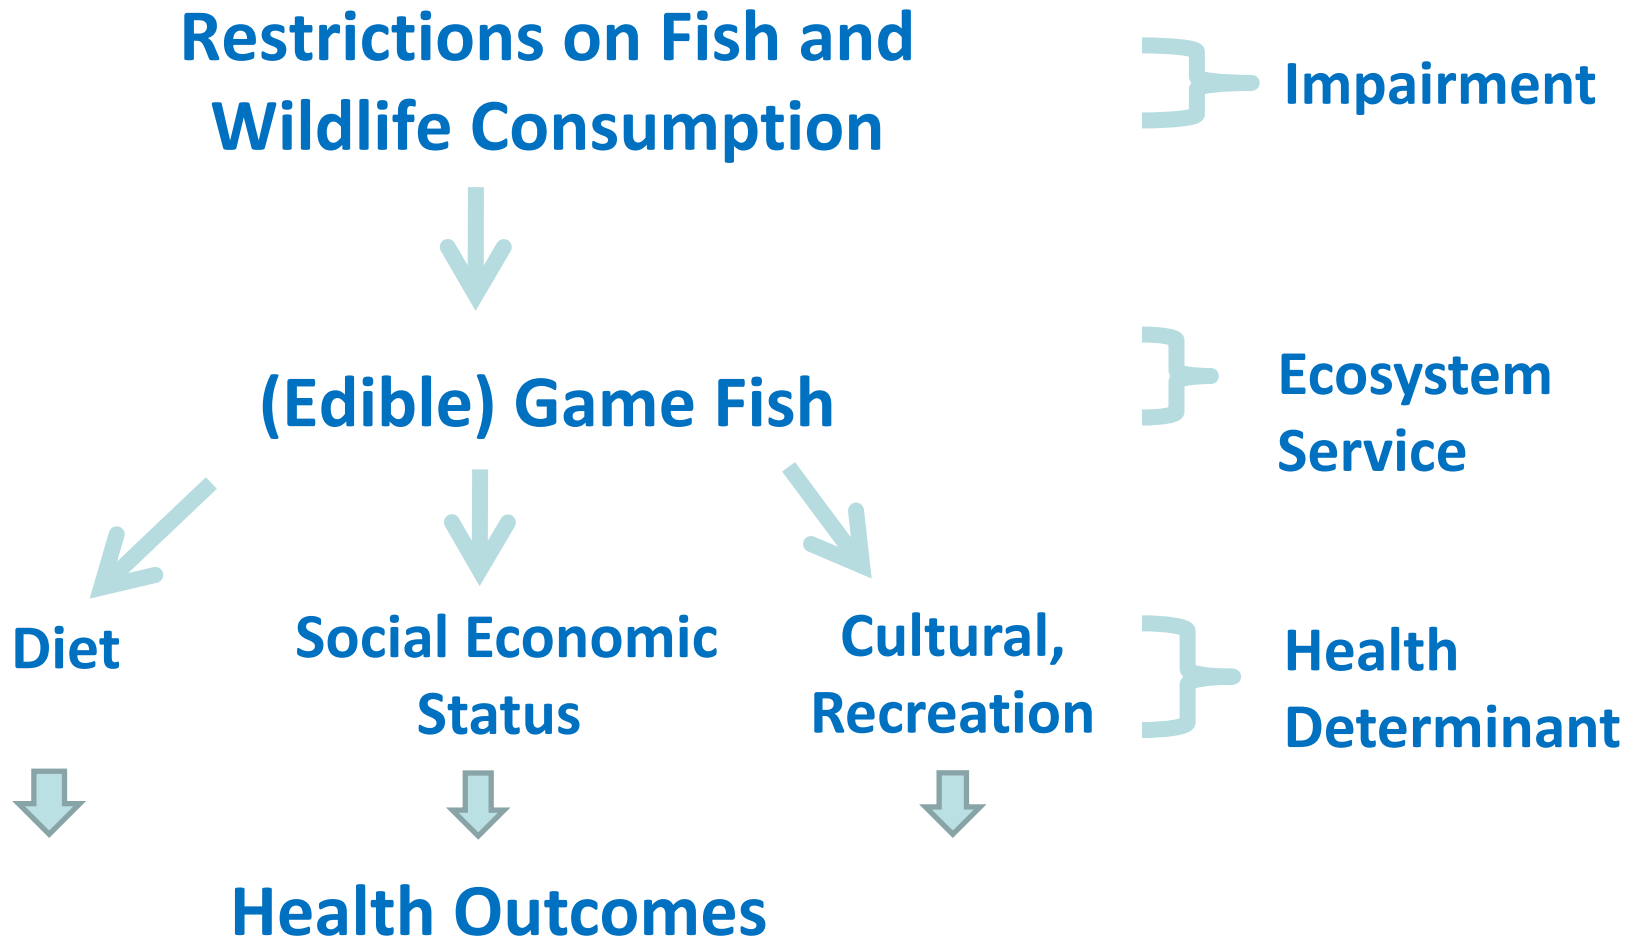 Restrictions on Fish and
Wildlife Consumption
Impairment
(Edible) Game Fish
Ecosystem
Service
Diet
Social Economic
Status
Cultural,
Recreation
Health
Determinant
Health Outcomes